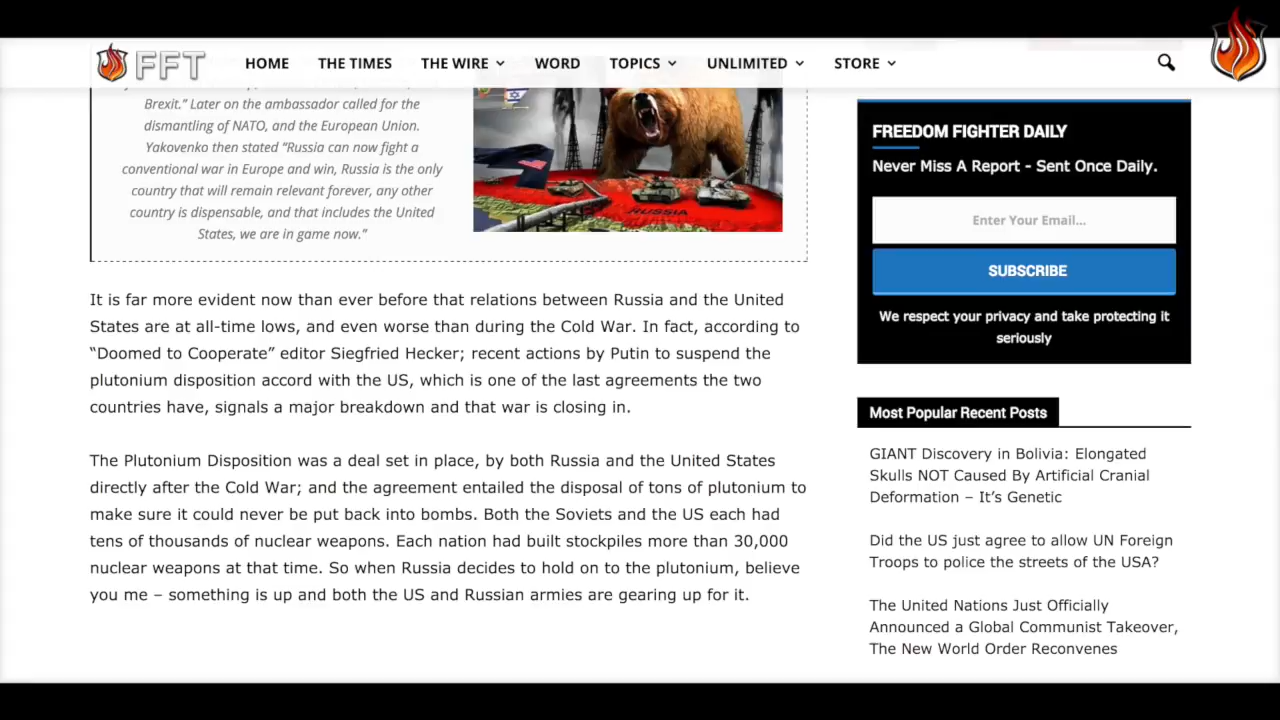 FFT
HOME THE TIMES THE WIRE WORD TOPICS UNLIMITED STORE
Brexit.” Later on the ambassador called for the
dismantling of NATO, and the European Union.
Yakovenko then stated “Russia can now fight a
conventional war in Europe and win, Russia is the only
country that will remain relevant forever, any other
country is dispensable, and that includes the United
States, we are in game now.”
RUSSIA
It is far more evident now than ever before that relations between Russia and the United
States are at all-time lows, and even worse than during the Cold War. In fact, according to
“Doomed to Cooperate” editor Siegfried Hecker; recent actions by Putin to suspend the
plutonium disposition accord with the US, which is one of the last agreements the two
countries have, signals a major breakdown and that war is closing in.
The Plutonium Disposition was a deal set in place, by both Russia and the United States
directly after the Cold War; and the agreement entailed the disposal of tons of plutonium to
make sure it could never be put back into bombs. Both the Soviets and the US each had
tens of thousands of nuclear weapons. Each nation had built stockpiles more than 30,000
nuclear weapons at that time. So when Russia decides to hold on to the plutonium, believe
you me – something is up and both the US and Russian armies are gearing up for it.
FREEDOM FIGHTER DAILY
Never Miss A Report - Sent Once Daily.
Enter Your Email...
SUBSCRIBE
We respect your privacy and take protecting it
seriously
Most Popular Recent Posts
GIANT Discovery in Bolivia: Elongated
Skulls NOT Caused By Artificial Cranial
Deformation – It’s Genetic
Did the US just agree to allow UN Foreign
Troops to police the streets of the USA?
The United Nations Just Officially
Announced a Global Communist Takeover,
The New World Order Reconvenes